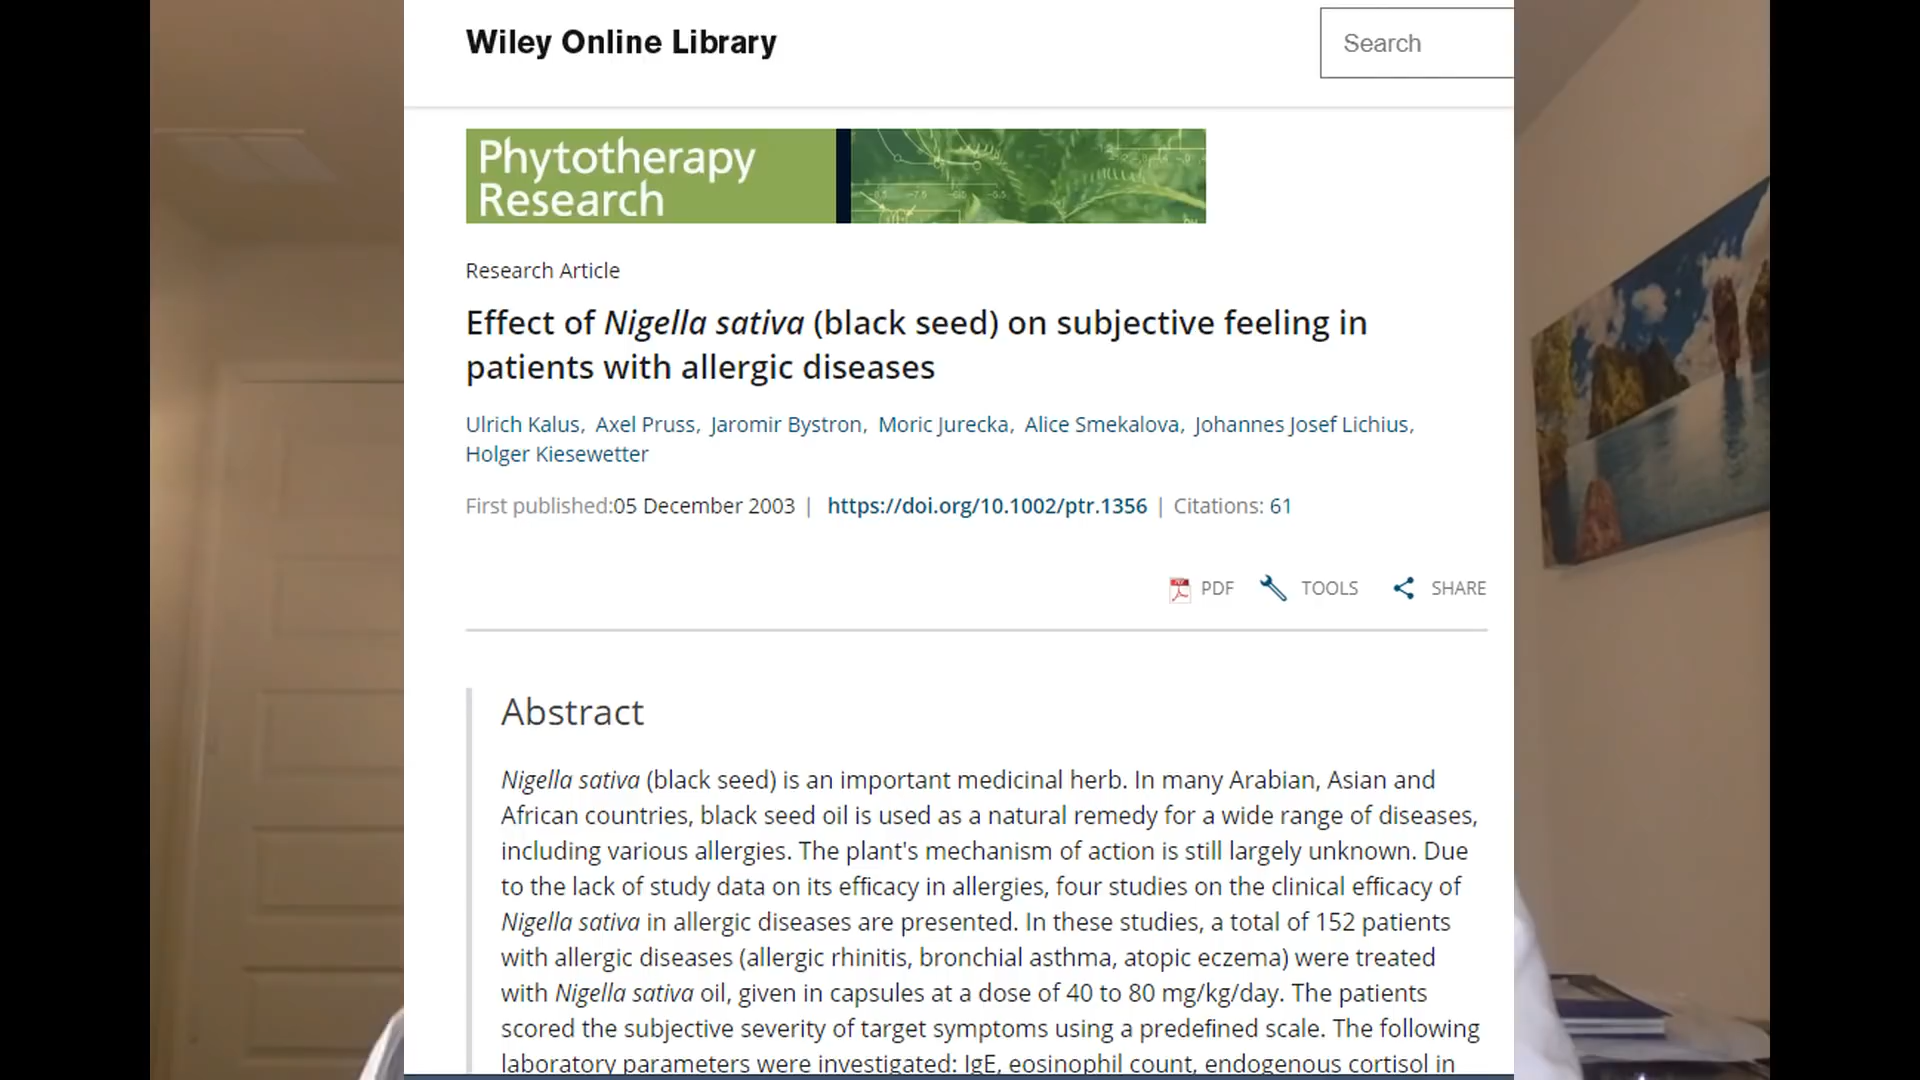 Wiley Online Library
Search
Phytotherapy
Research
Research Article
Effect of Nigella sativa (black seed) on subjective feeling in
patients with allergic diseases
Ulrich Kalus, Axel Pruss, Jaromir Bystron, Moric Jurecka, Alice Smekalova, Johannes Josef Lichius,
Holger Kiesewetter
First published:05 December 2003 | https://doi.org/10.1002/ptr.1356 | Citations: 61
PDF TOOLS SHARE
Abstract
Nigella sativa (black seed) is an important medicinal herb. In many Arabian, Asian and
African countries, black seed oil is used as a natural remedy for a wide range of diseases,
including various allergies. The plant's mechanism of action is still largely unknown. Due
to the lack of study data on its efficacy in allergies, four studies on the clinical efficacy of
Nigella sativa in allergic diseases are presented. In these studies, a total of 152 patients
with allergic diseases (allergic rhinitis, bronchial asthma, atopic eczema) were treated
with Nigella sativa oil, given in capsules at a dose of 40 to 80 mg/kg/day. The patients
scored the subjective severity of target symptoms using a predefined scale. The following
laboratory parameters were investigated: IgE, eosinophil count, endogenous cortisol in